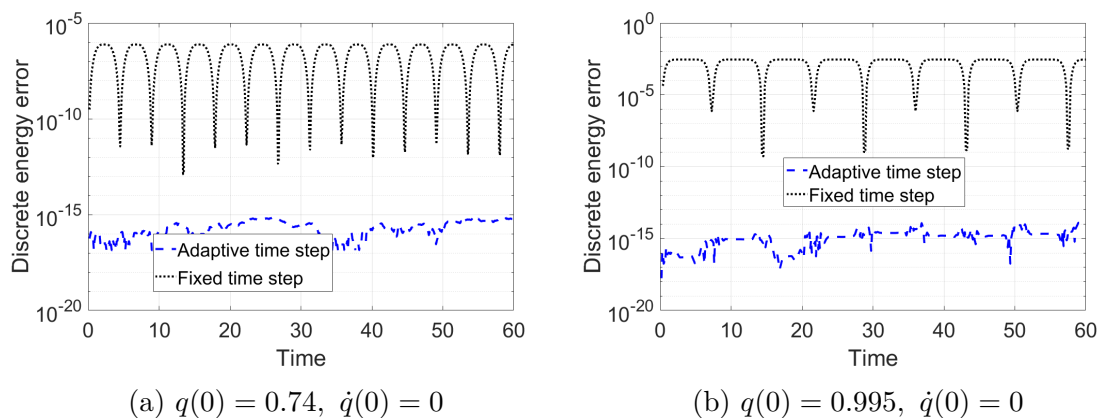 10^-5
10^-10
10^-15
10^-20
Discrete energy error
0 10 20 30 40 50 60
Time
Adaptive time step
Fixed time step
(a) q(0) = 0.74, q̇(0) = 0
10^0
10^-5
10^-10
10^-15
10^-20
Discrete energy error
0 10 20 30 40 50 60
Time
Adaptive time step
Fixed time step
(b) q(0) = 0.995, q̇(0) = 0